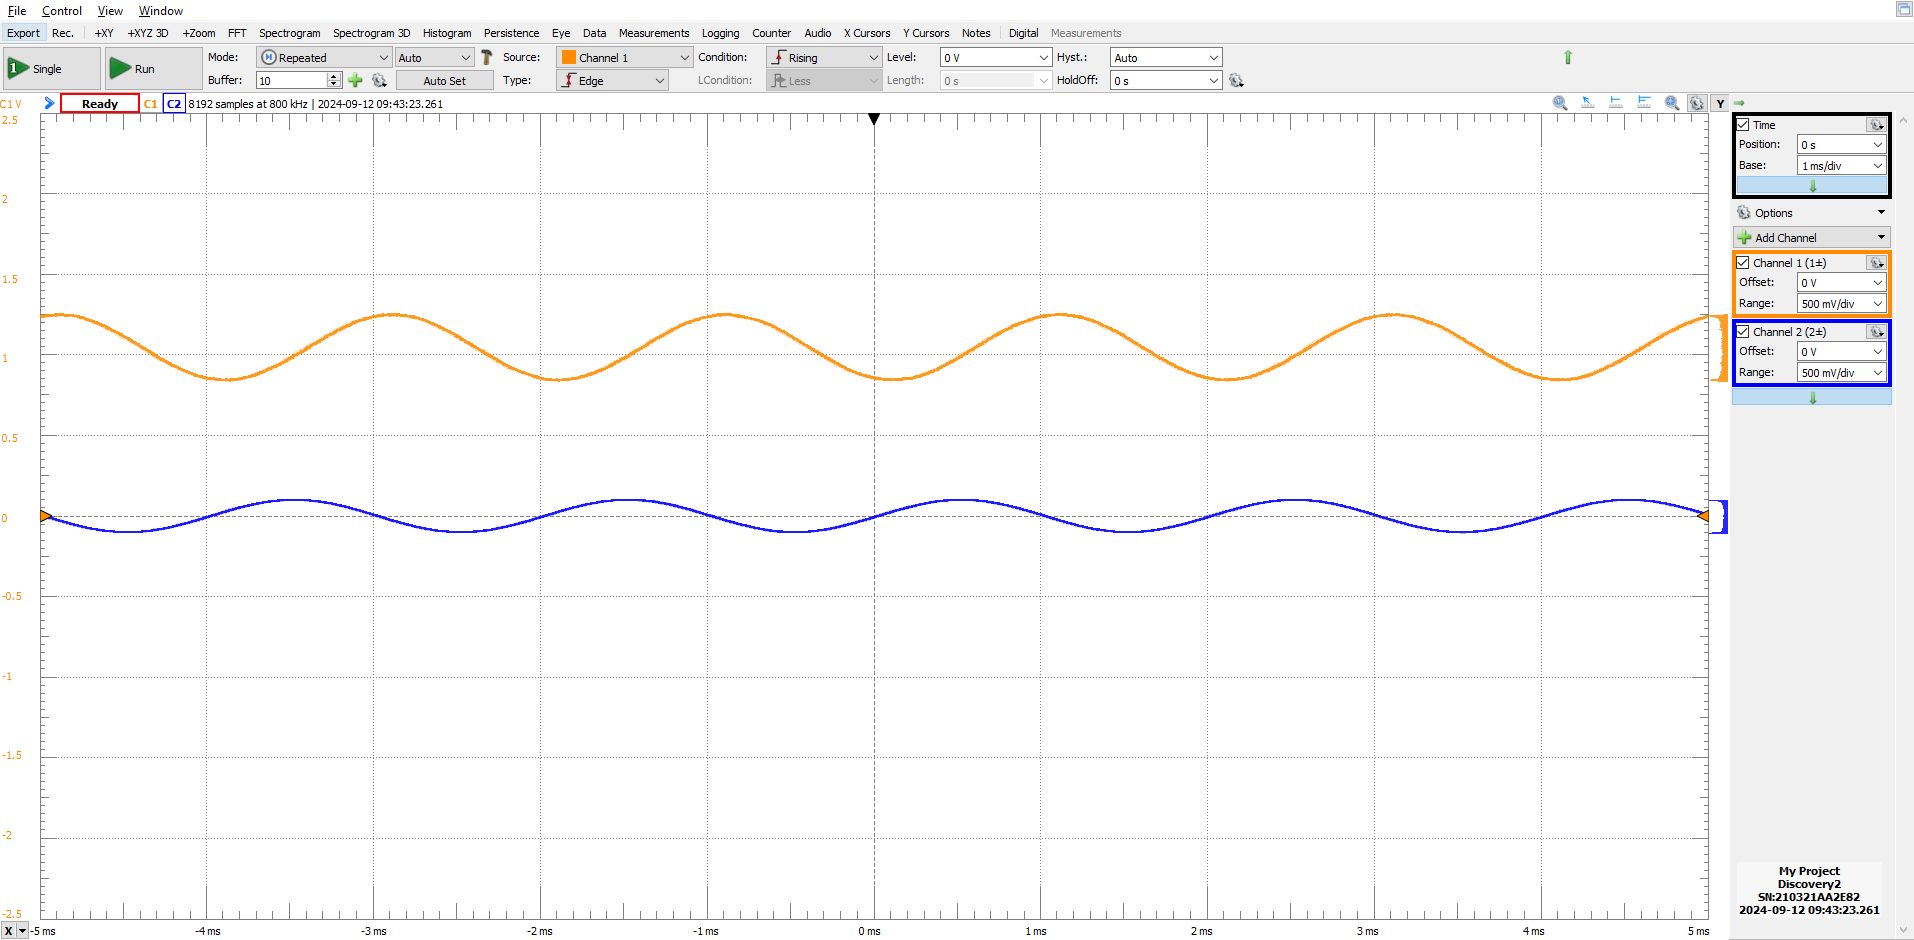 File Control View Window
Export Rec. +XY +XYZ 3D +Zoom FFT Spectrogram Spectrogram 3D Histogram Persistence Eye Data Measurements Logging Counter Audio X Cursors Y Cursors Notes Digital Measurements
1 Single Run Mode: Repeated Auto Source: Channel 1 Condition: Rising Level: 0 V Hyst.: Auto
Buffer: 10 Auto Set Type: Edge LCondition: Less Length: 0 s HoldOff: 0 s
C1 V Ready C1 C2 8192 samples at 800 kHz | 2024-09-12 09:43:23.261 Y
2.5
2
1.5
1
0.5
0
-0.5
-1
-1.5
-2
-2.5
X -5 ms -4 ms -3 ms -2 ms -1 ms 0 ms 1 ms 2 ms 3 ms 4 ms 5 ms
Time
Position: 0 s
Base: 1 ms/div
Options
Add Channel
Channel 1 (1±)
Offset: 0 V
Range: 500 mV/div
Channel 2 (2±)
Offset: 0 V
Range: 500 mV/div
My Project
Discovery2
SN:210321AA2E82
2024-09-12 09:43:23.261